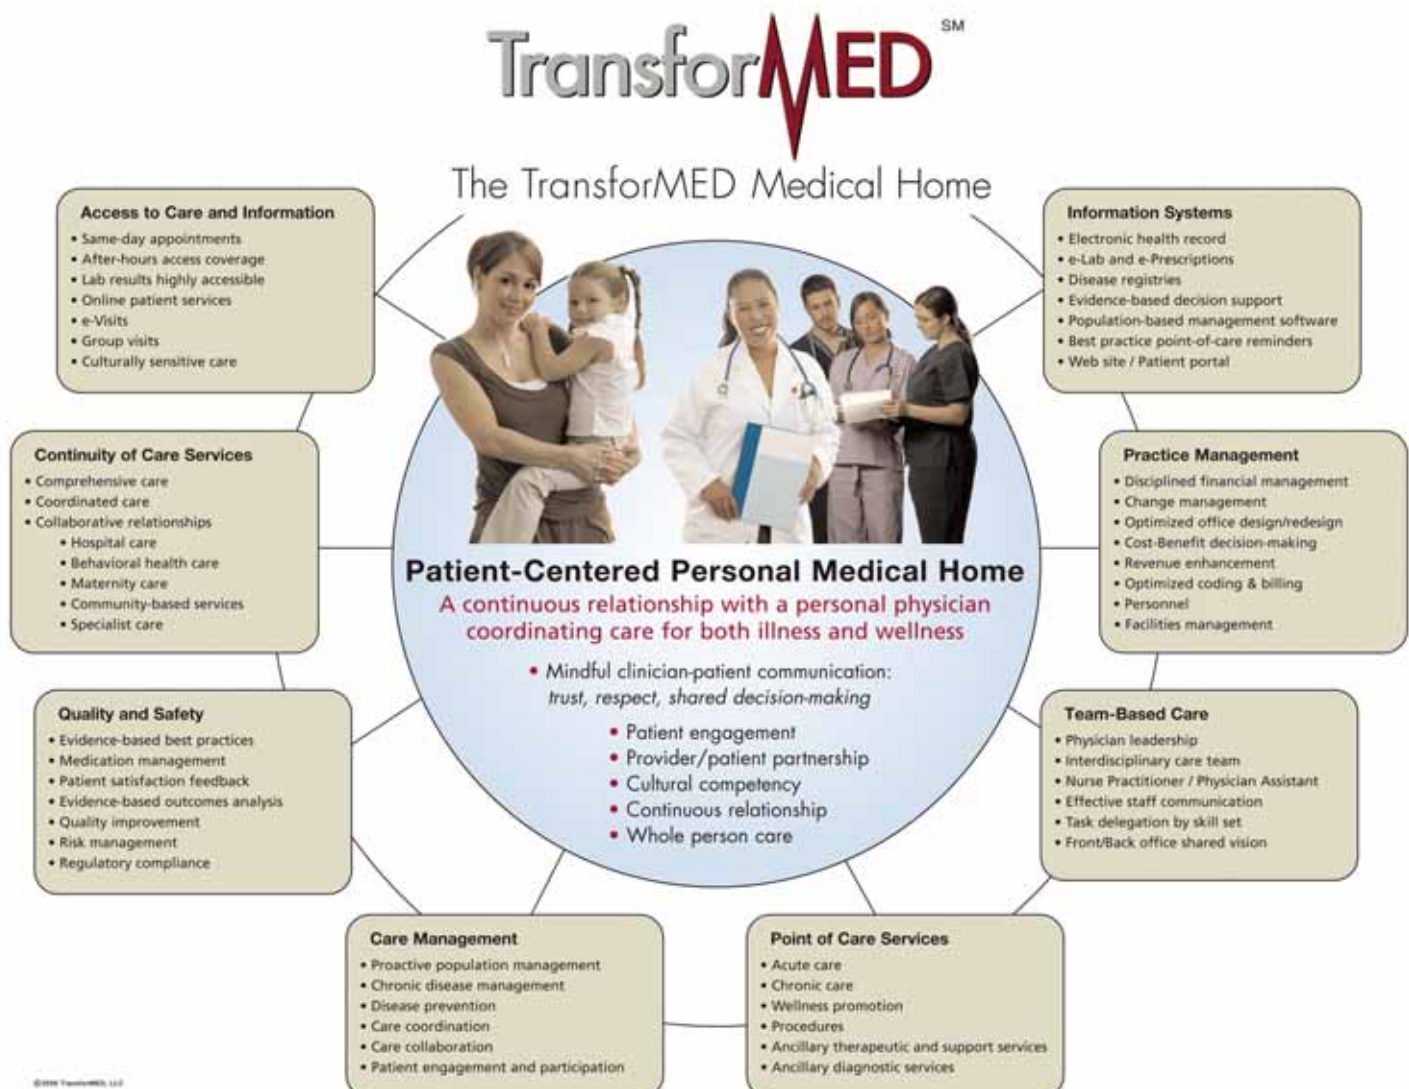 TransforMED SM
The TransforMED Medical Home
Access to Care and Information
• Same-day appointments
• After-hours access coverage
• Lab results highly accessible
• Online patient services
• e-Visits
• Group visits
• Culturally sensitive care
Continuity of Care Services
• Comprehensive care
• Coordinated care
• Collaborative relationships
• Hospital care
• Behavioral health care
• Maternity care
• Community-based services
• Specialist care
Quality and Safety
• Evidence-based best practices
• Medication management
• Patient satisfaction feedback
• Evidence-based outcomes analysis
• Quality improvement
• Risk management
• Regulatory compliance
Care Management
• Proactive population management
• Chronic disease management
• Disease prevention
• Care coordination
• Care collaboration
• Patient engagement and participation
Patient-Centered Personal Medical Home
A continuous relationship with a personal physician
coordinating care for both illness and wellness
• Mindful clinician-patient communication:
trust, respect, shared decision-making
• Patient engagement
• Provider/patient partnership
• Cultural competency
• Continuous relationship
• Whole person care
Information Systems
• Electronic health record
• e-Lab and e-Prescriptions
• Disease registries
• Evidence-based decision support
• Population-based management software
• Best practice point-of-care reminders
• Web site / Patient portal
Practice Management
• Disciplined financial management
• Change management
• Optimized office design/redesign
• Cost-Benefit decision-making
• Revenue enhancement
• Optimized coding & billing
• Personnel
• Facilities management
Team-Based Care
• Physician leadership
• Interdisciplinary care team
• Nurse Practitioner / Physician Assistant
• Effective staff communication
• Task delegation by skill set
• Front/Back office shared vision
Point of Care Services
• Acute care
• Chronic care
• Wellness promotion
• Procedures
• Ancillary therapeutic and support services
• Ancillary diagnostic services
TransforMED, LLC